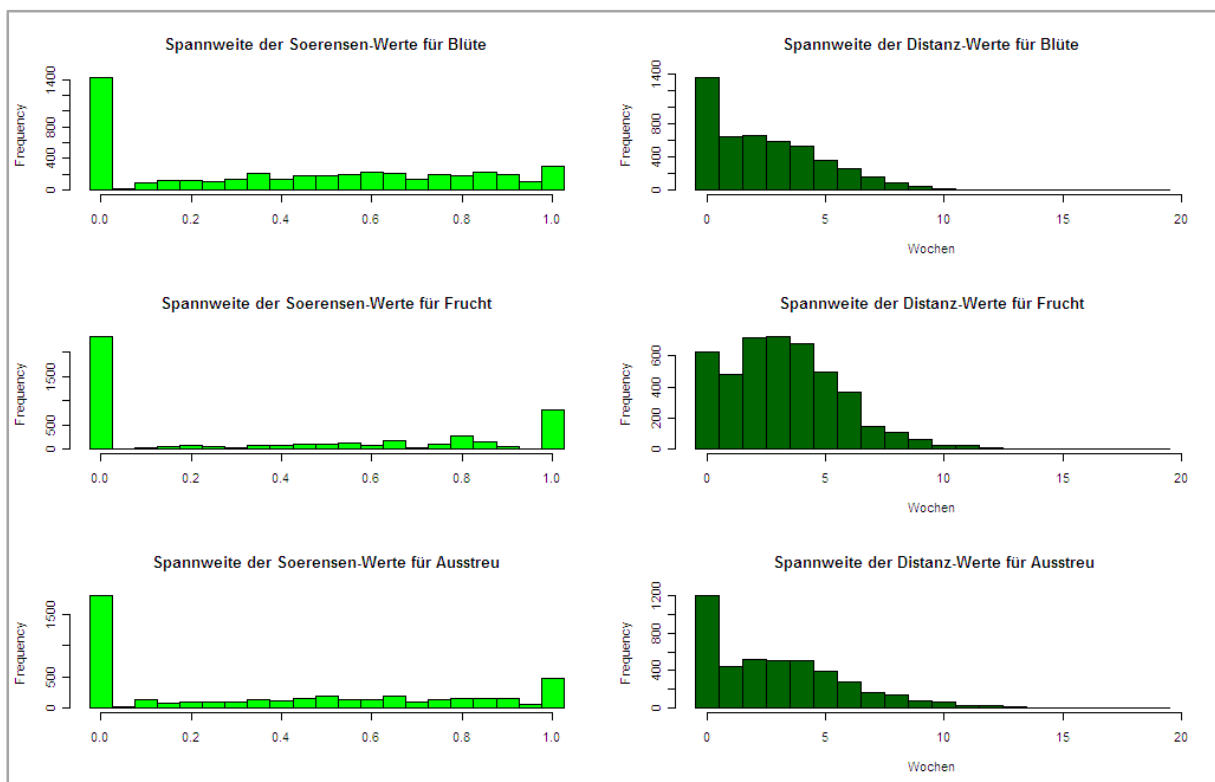 Spannweite der Soerensen-Werte für Blüte
Frequency
0 400 800 1400
0.0 0.2 0.4 0.6 0.8 1.0
Spannweite der Distanz-Werte für Blüte
Frequency
0 400 800 1400
0 5 10 15 20
Wochen
Spannweite der Soerensen-Werte für Frucht
Frequency
0 500 1500
0.0 0.2 0.4 0.6 0.8 1.0
Spannweite der Distanz-Werte für Frucht
Frequency
0 200 400 600
0 5 10 15 20
Wochen
Spannweite der Soerensen-Werte für Ausstreu
Frequency
0 500 1500
0.0 0.2 0.4 0.6 0.8 1.0
Spannweite der Distanz-Werte für Ausstreu
Frequency
0 400 800 1200
0 5 10 15 20
Wochen